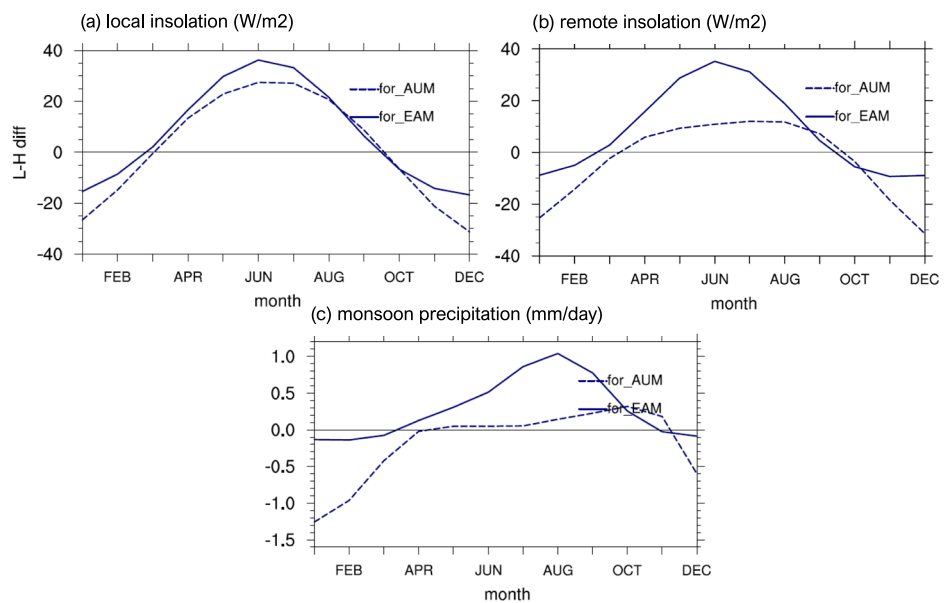 (a) local insolation (W/m2)
40
20
0
-20
-40
L-H diff
for_AUM
for_EAM
FEB APR JUN AUG OCT DEC
month
(b) remote insolation (W/m2)
40
20
0
-20
-40
for_AUM
for_EAM
FEB APR JUN AUG OCT DEC
month
(c) monsoon precipitation (mm/day)
1.0
0.5
0.0
-0.5
-1.0
-1.5
for_AUM
for_EAM
FEB APR JUN AUG OCT DEC
month